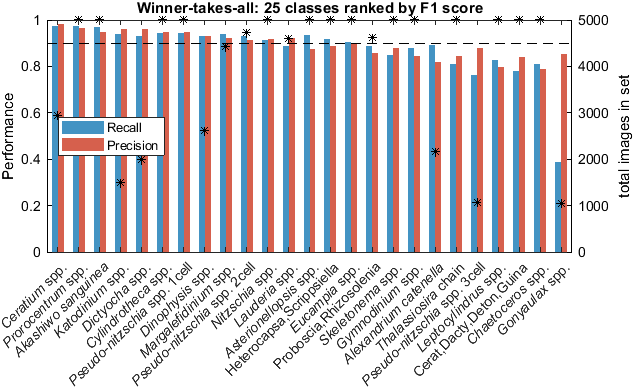 Winner-takes-all: 25 classes ranked by F1 score
1
0.8
0.6
0.4
0.2
0
Performance
5000
4000
3000
2000
1000
0
total images in set
Recall
Precision
Ceratium spp.
Prorocentrum spp.
Akashiwo sanguinea
Katodinium spp.
Dictyocha spp.
Cylindrotheca spp.
Pseudo-nitzschia spp. 1cell
Dinophysis spp.
Margalefidinium spp.
Pseudo-nitzschia spp. 2cell
Nitzschia spp.
Lauderia spp.
Asterionellopsis spp.
Heterocapsa,Scrippsiella
Eucampia spp.
Proboscia,Rhizosolenia
Skeletonema spp.
Gymnodinium spp.
Alexandrium catenella
Thalassiosira chain
Pseudo-nitzschia spp. 3cell
Leptocylindrus spp.
Cerat,Dacty,Deton,Guina
Chaetoceros spp.
Gonyaulax spp.